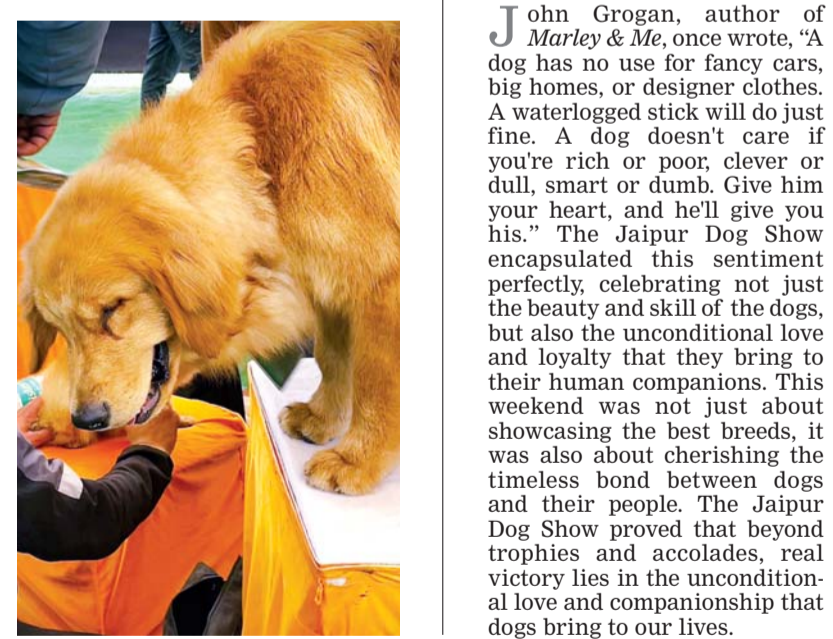 John Grogan, author of
Marley & Me, once wrote, “A
dog has no use for fancy cars,
big homes, or designer clothes.
A waterlogged stick will do just
fine. A dog doesn't care if
you're rich or poor, clever or
dull, smart or dumb. Give him
your heart, and he'll give you
his.” The Jaipur Dog Show
encapsulated this sentiment
perfectly, celebrating not just
the beauty and skill of the dogs,
but also the unconditional love
and loyalty that they bring to
their human companions. This
weekend was not just about
showcasing the best breeds, it
was also about cherishing the
timeless bond between dogs
and their people. The Jaipur
Dog Show proved that beyond
trophies and accolades, real
victory lies in the uncondition-
al love and companionship that
dogs bring to our lives.